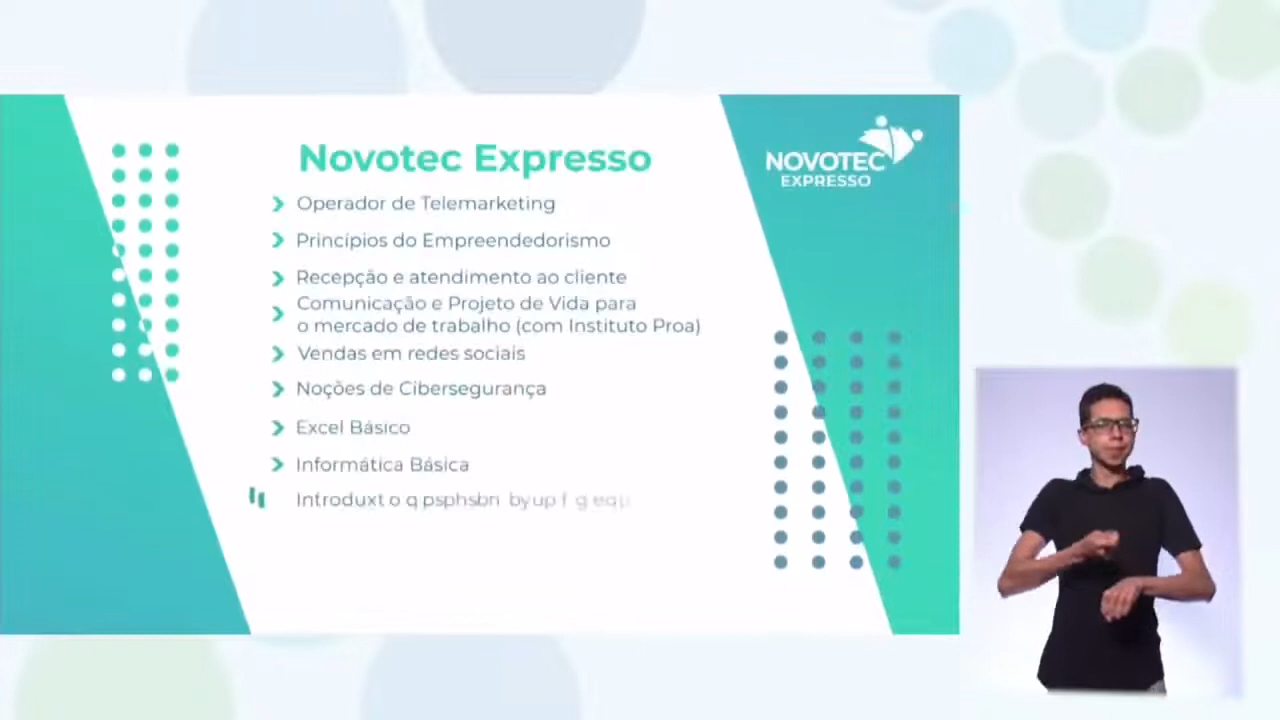 Novotec Expresso
NOVOTEC
EXPRESSO
Operador de Telemarketing
Princípios do Empreendedorismo
Recepção e atendimento ao cliente
Comunicação e Projeto de Vida para
o mercado de trabalho (com Instituto Proa)
Vendas em redes sociais
Noções de Cibersegurança
Excel Básico
Informática Básica